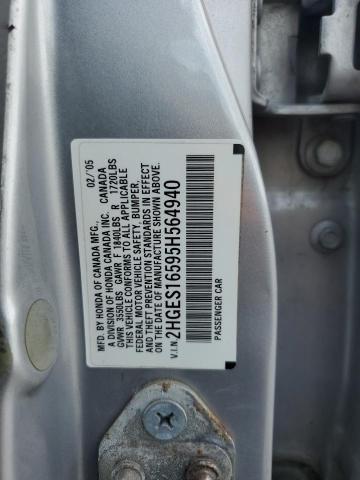 MFD. BY HONDA OF CANADA MFG., 02/'05
A DIVISION OF HONDA CANADA INC. CANADA
GVWR 3550LBS GAWR F 1840LBS R 1720LBS
THIS VEHICLE CONFORMS TO ALL APPLICABLE
FEDERAL MOTOR VEHICLE SAFETY, BUMPER,
AND THEFT PREVENTION STANDARDS IN EFFECT
ON THE DATE OF MANUFACTURE SHOWN ABOVE.
V.I.N. 2HGES16595H564940
PASSENGER CAR